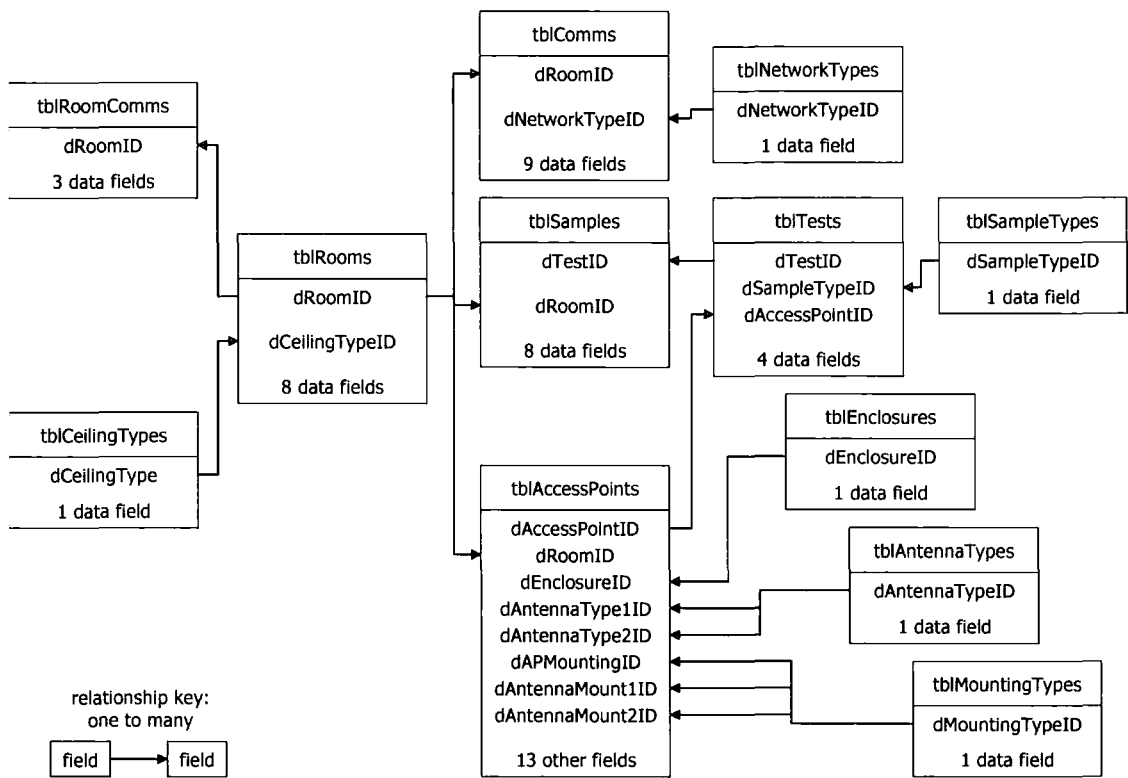 tblComms
dRoomID
dNetworkTypeID
9 data fields
tblNetworkTypes
dNetworkTypeID
1 data field
tblRoomComms
dRoomID
3 data fields
tblRooms
dRoomID
dCeilingTypeID
8 data fields
tblSamples
dTestID
dRoomID
8 data fields
tblTests
dTestID
dSampleTypeID
dAccessPointID
4 data fields
tblSampleTypes
dSampleTypeID
1 data field
tblCeilingTypes
dCeilingType
1 data field
tblEnclosures
dEnclosureID
1 data field
tblAccessPoints
dAccessPointID
dRoomID
dEnclosureID
dAntennaType1ID
dAntennaType2ID
dAPMountingID
dAntennaMount1ID
dAntennaMount2ID
13 other fields
tblAntennaTypes
dAntennaTypeID
1 data field
tblMountingTypes
dMountingTypeID
1 data field
relationship key:
one to many
field
field